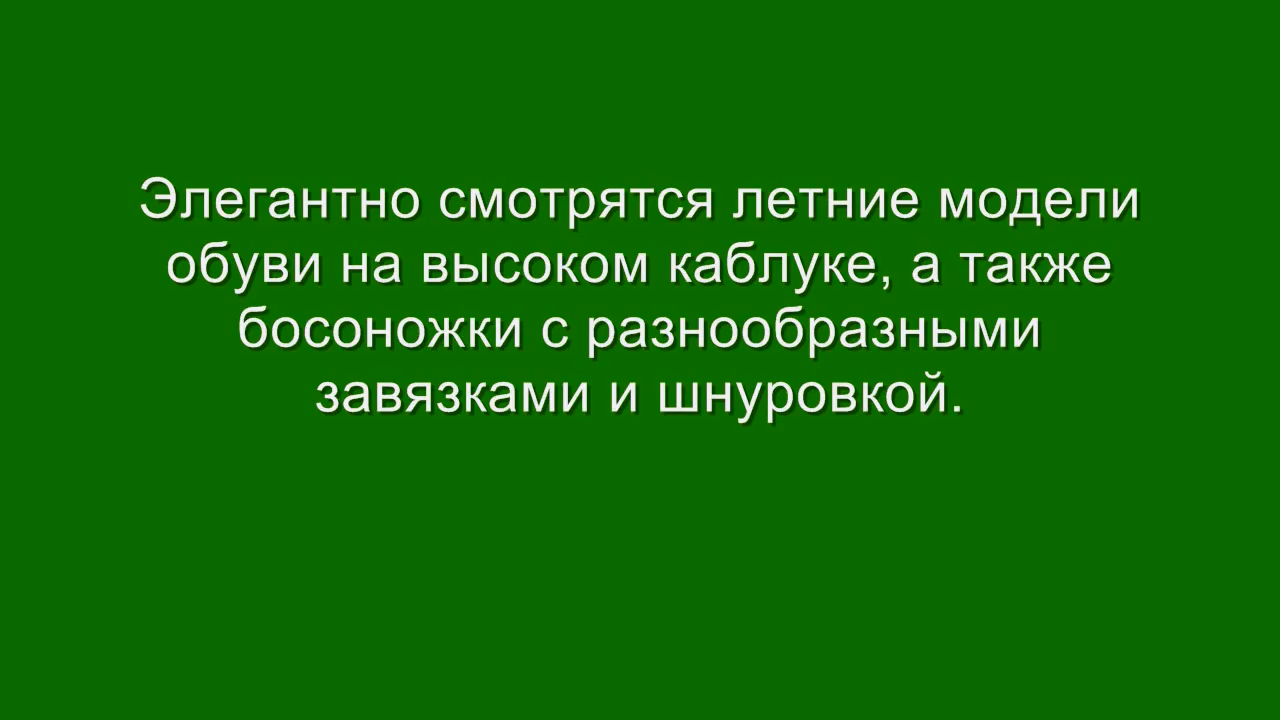 Элегантно смотрятся летние модели
обуви на высоком каблуке, а также
босоножки с разнообразными
завязками и шнуровкой.